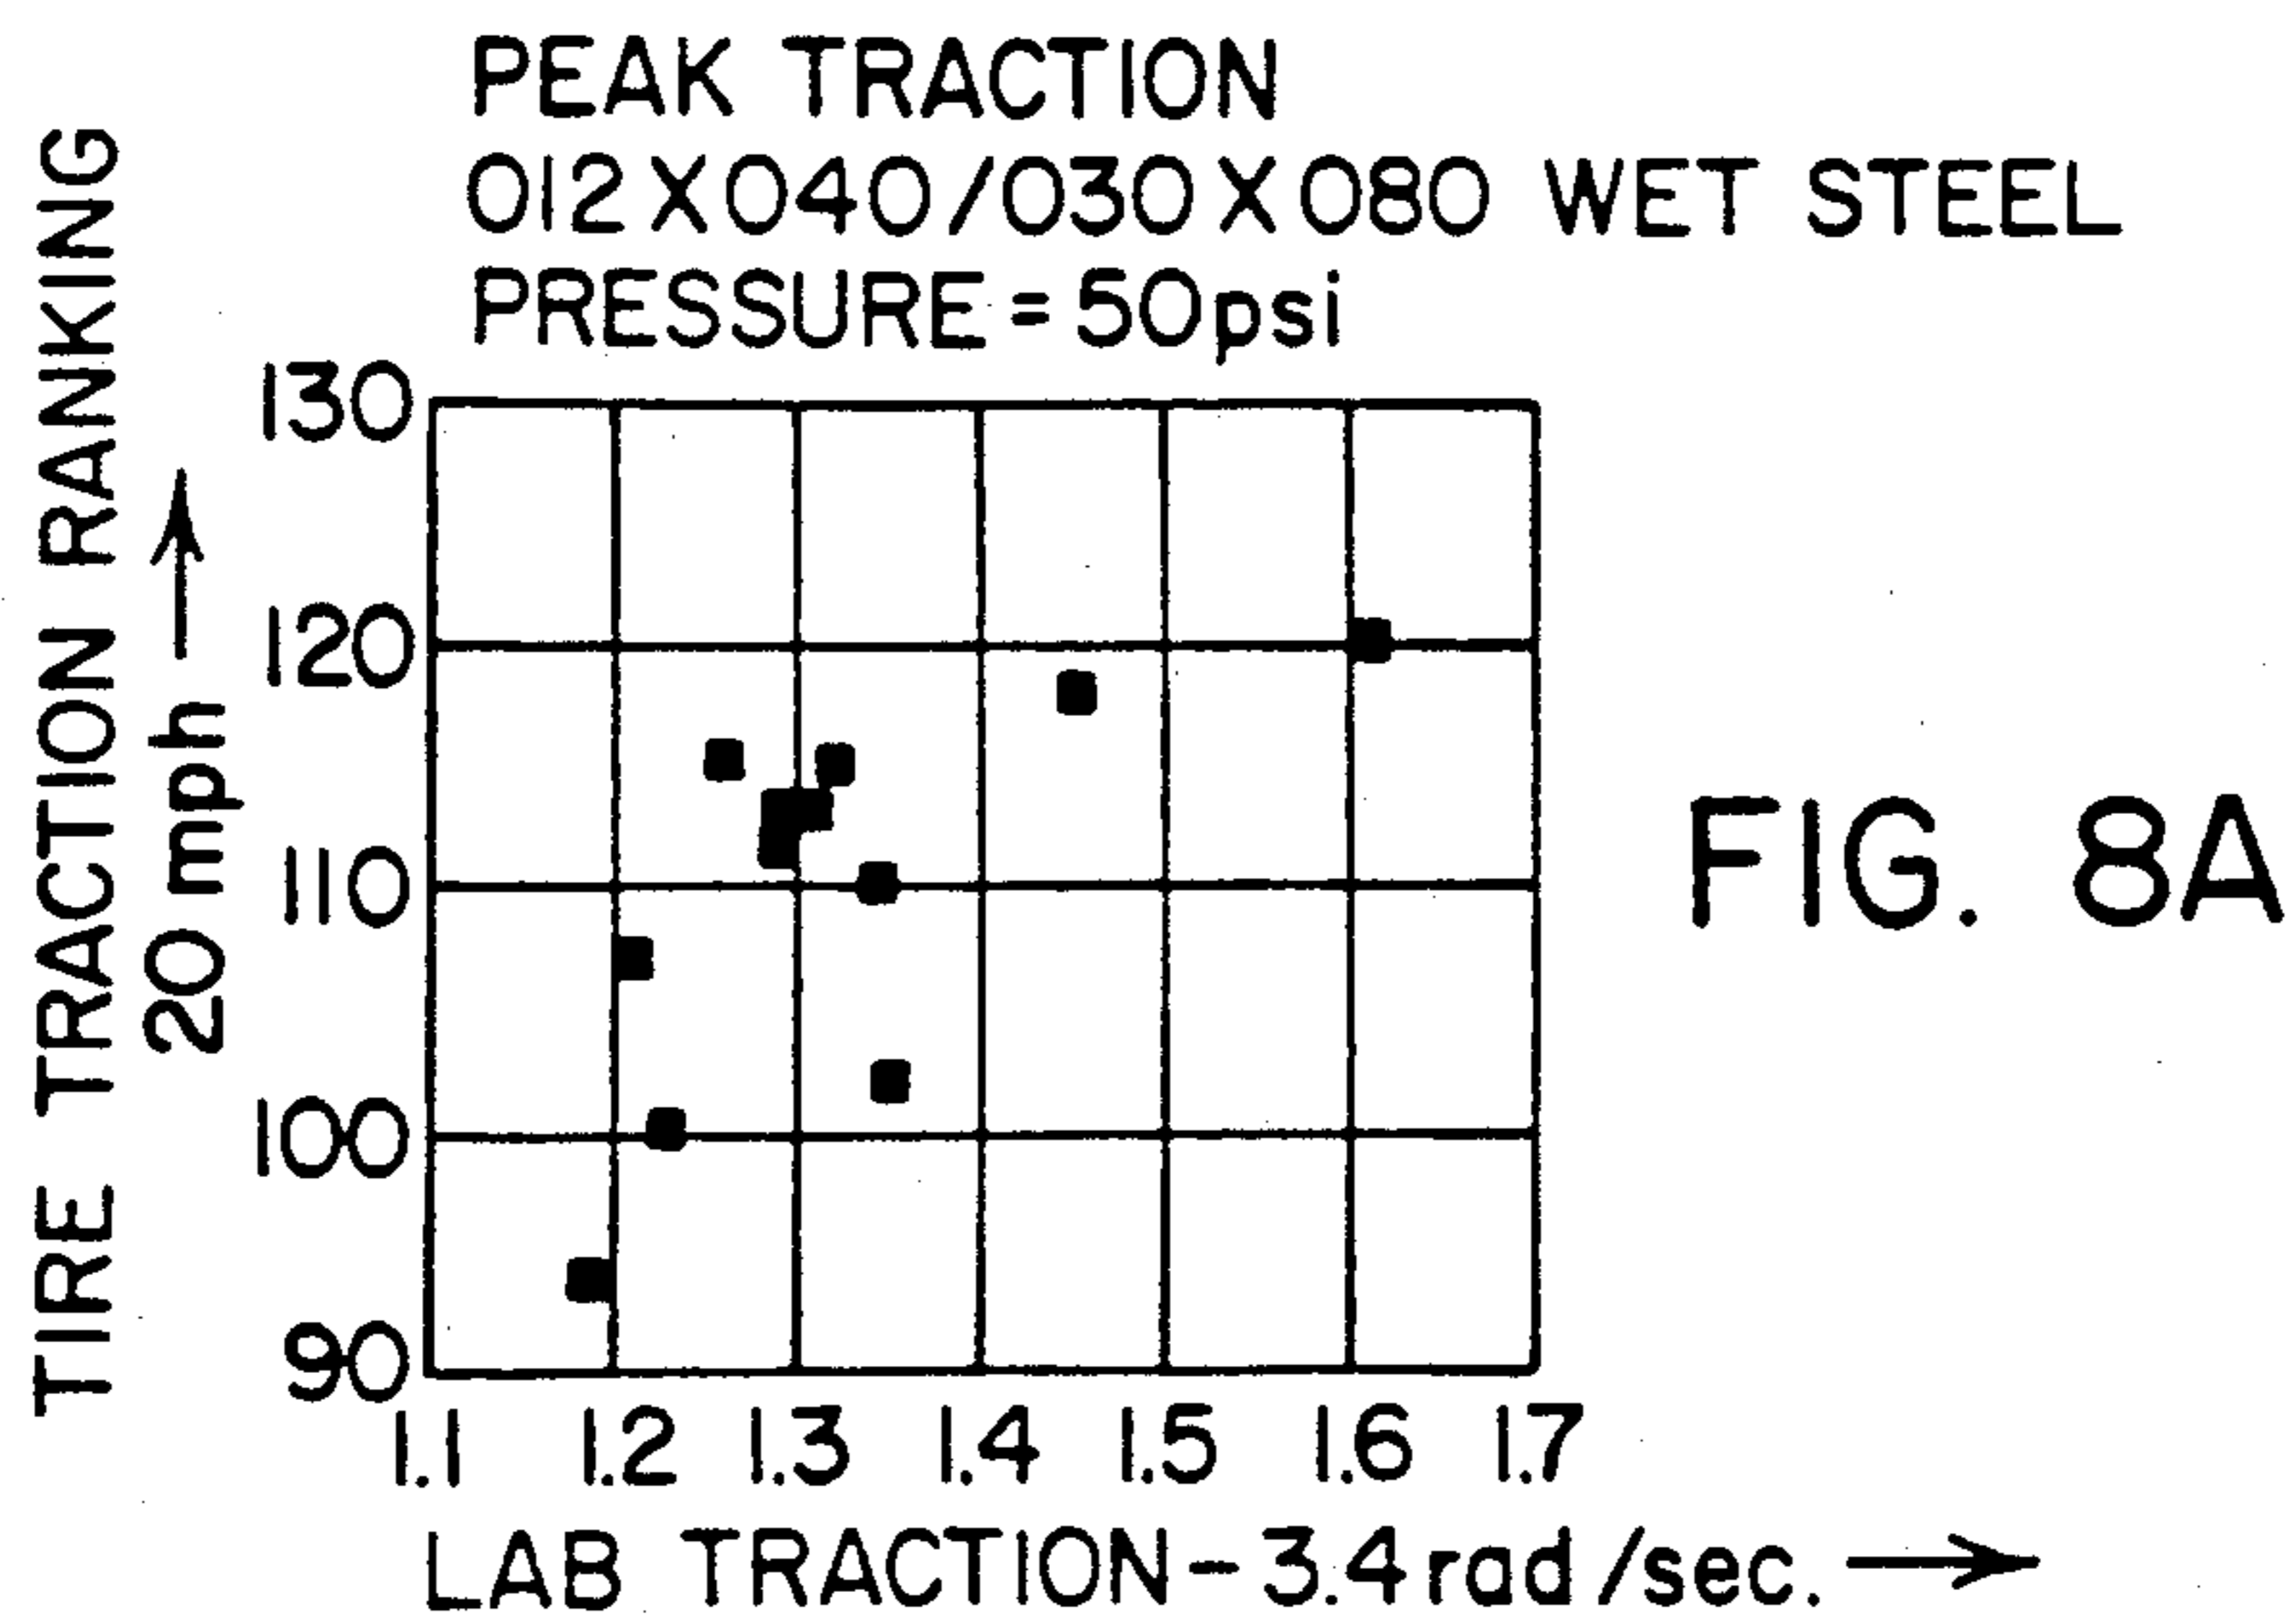 PEAK TRACTION
012X040/030X080 WET STEEL
PRESSURE = 50psi
TIRE TRACTION RANKING
20 mph
130
120
110
100
90
1.1 1.2 1.3 1.4 1.5 1.6 1.7
LAB TRACTION - 3.4 rad/sec.
FIG. 8A